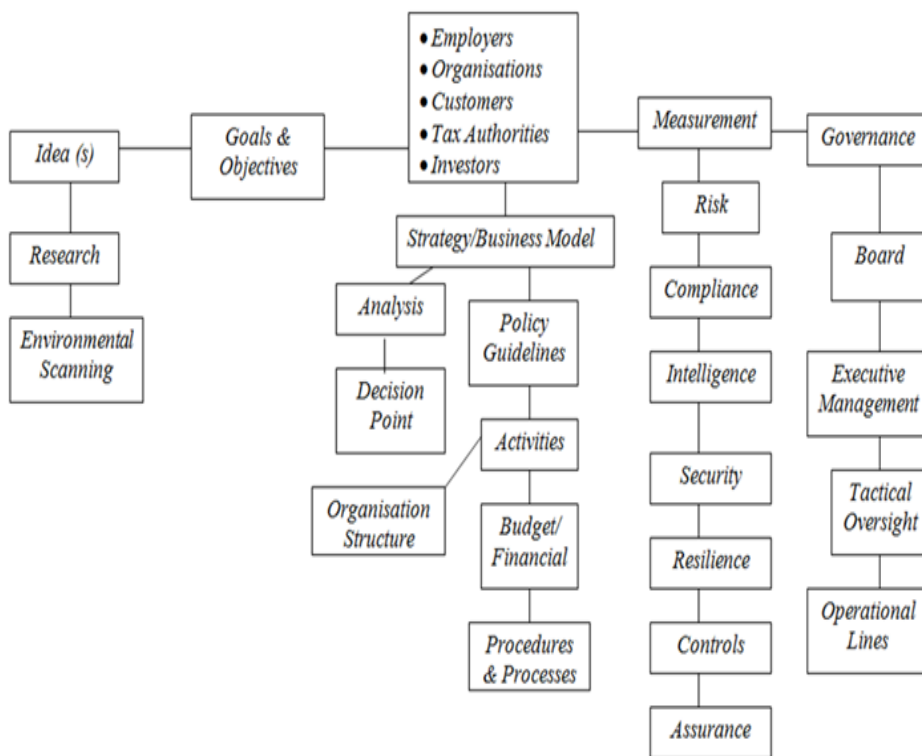 • Employers
• Organisations
• Customers
• Tax Authorities
• Investors
Idea (s)
Goals &
Objectives
Measurement
Governance
Research
Environmental
Scanning
Strategy/Business Model
Analysis
Decision
Point
Policy
Guidelines
Activities
Organisation
Structure
Budget/
Financial
Procedures
& Processes
Risk
Compliance
Intelligence
Security
Resilience
Controls
Assurance
Board
Executive
Management
Tactical
Oversight
Operational
Lines